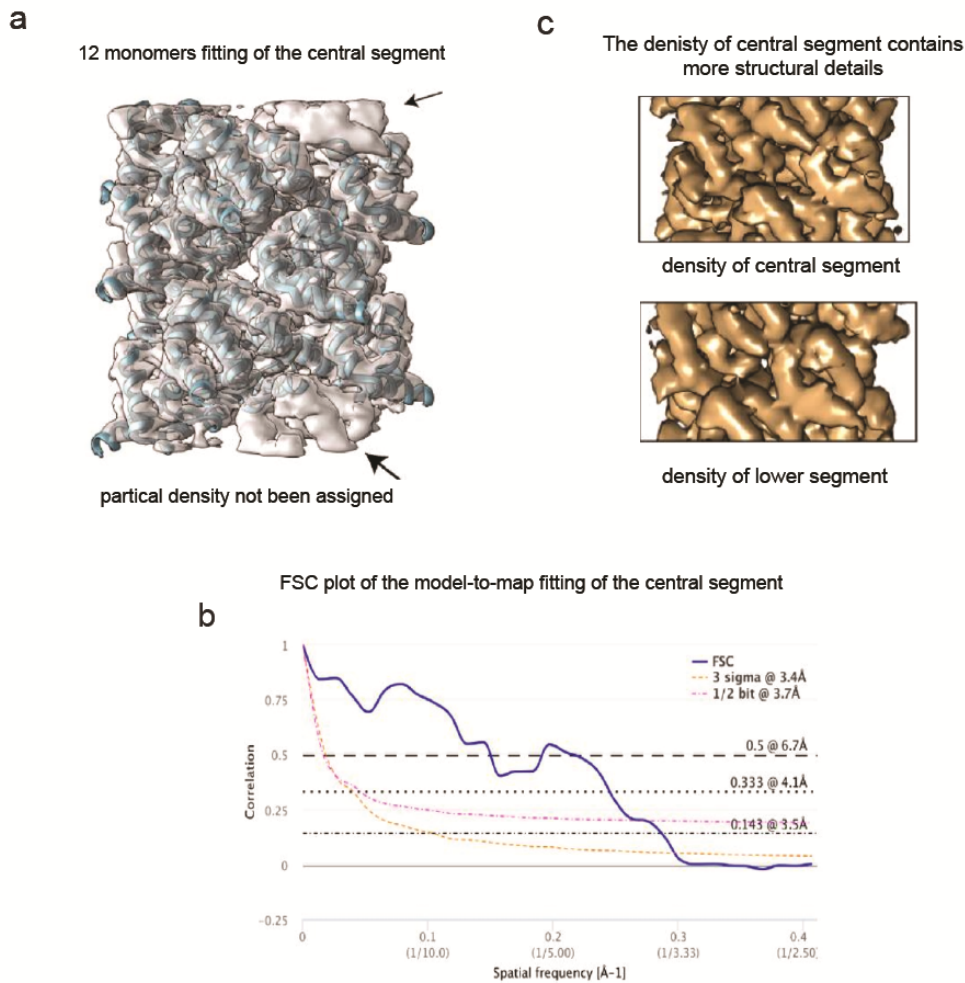 a
12 monomers fitting of the central segment
partical density not been assigned
c
The denisty of central segment contains
more structural details
density of central segment
density of lower segment
FSC plot of the model-to-map fitting of the central segment
b
FSC
3 sigma @ 3.4Å
1/2 bit @ 3.7Å
0.5 @ 6.7Å
0.333 @ 4.1Å
0.143 @ 3.5Å
Correlation
1
0.75
0.5
0.25
0
−0.25
0 0.1 0.2 0.3 0.4
(1/10.0) (1/5.00) (1/3.33) (1/2.50)
Spatial frequency [Å-1]